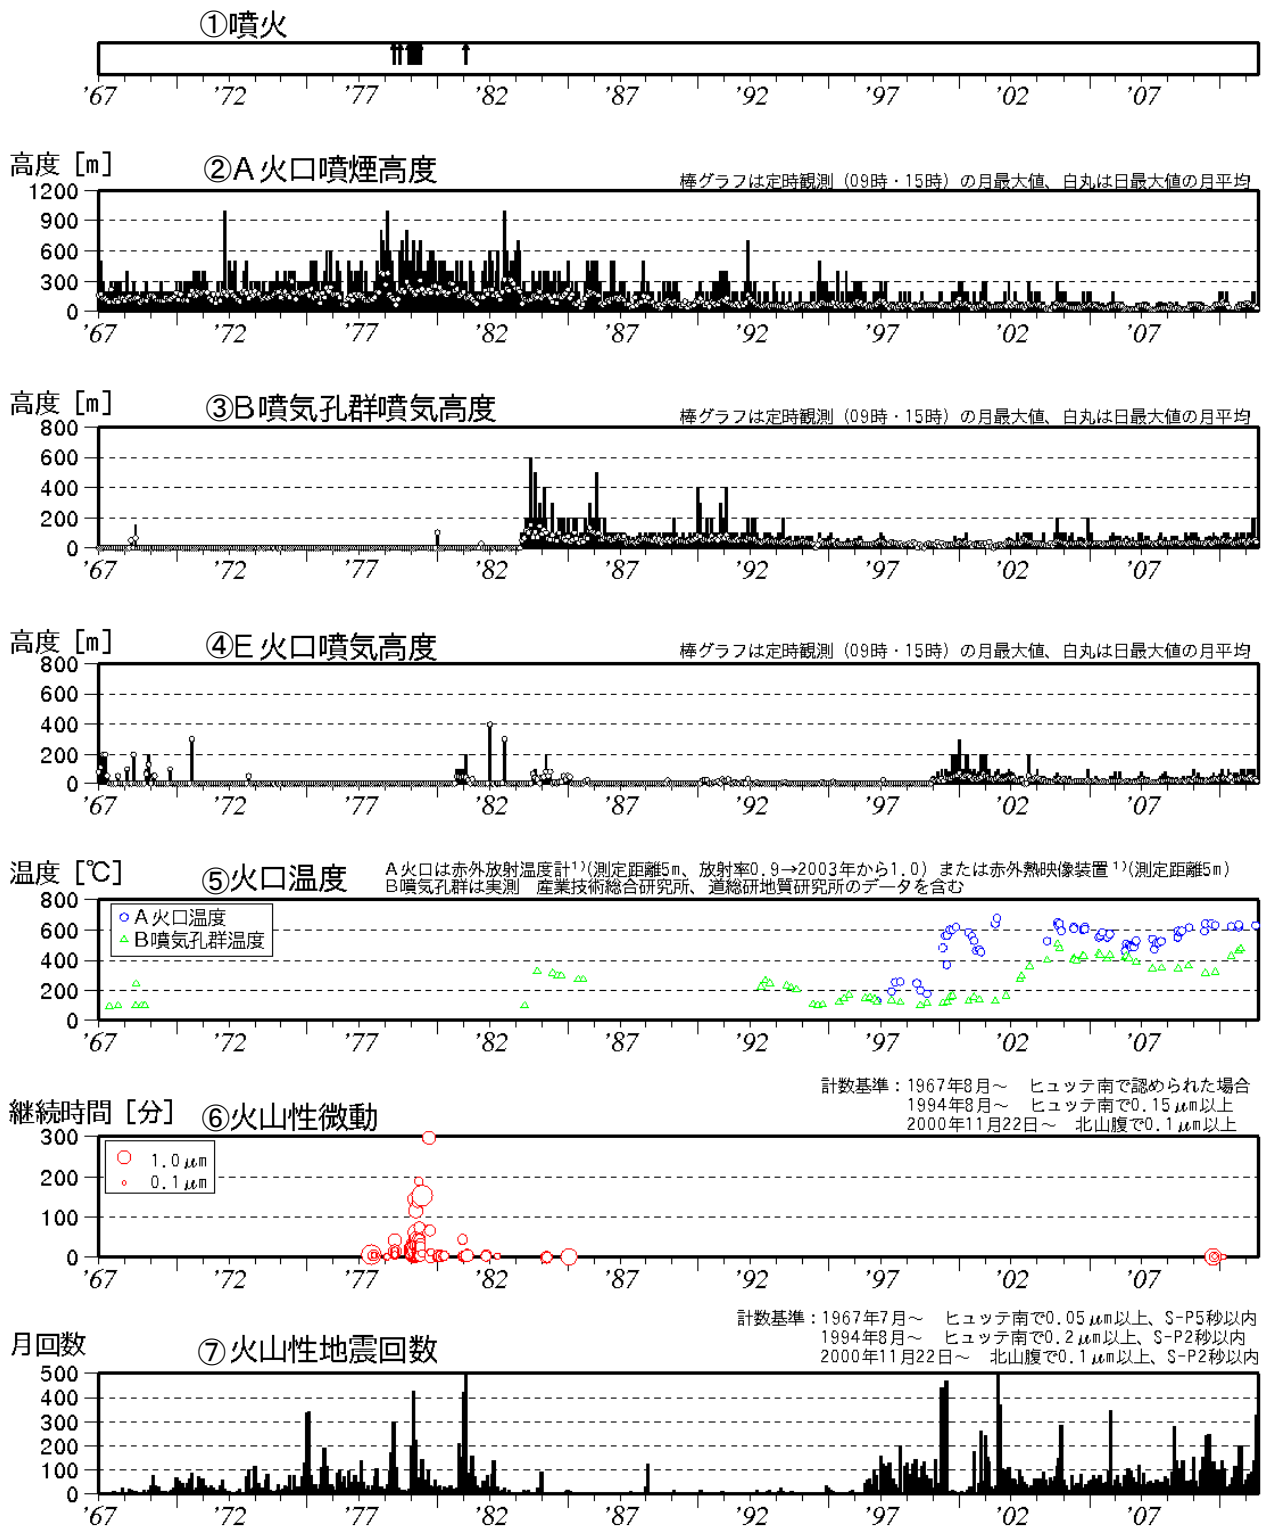 ①噴火
'67 '72 '77 '82 '87 '92 '97 '02 '07
高度 [m] ②A火口噴煙高度
棒グラフは定時観測 (09時・15時) の月最大値、白丸は日最大値の月平均
1200
900
600
300
0
'67 '72 '77 '82 '87 '92 '97 '02 '07
高度 [m] ③B噴気孔群噴気高度
棒グラフは定時観測 (09時・15時) の月最大値、白丸は日最大値の月平均
800
600
400
200
0
'67 '72 '77 '82 '87 '92 '97 '02 '07
高度 [m] ④E火口噴気高度
棒グラフは定時観測 (09時・15時) の月最大値、白丸は日最大値の月平均
800
600
400
200
0
'67 '72 '77 '82 '87 '92 '97 '02 '07
温度 [℃] ⑤火口温度
A火口は赤外放射温度計¹⁾(測定距離5m、放射率0.9→2003年から1.0) または赤外熱映像装置¹⁾(測定距離5m)
B噴気孔群は実測 産業技術総合研究所、道総研地質研究所のデータを含む
800
600
400
200
0
A火口温度
B噴気孔群温度
'67 '72 '77 '82 '87 '92 '97 '02 '07
継続時間 [分] ⑥火山性微動
計数基準：1967年8月～ ヒュッテ南で認められた場合
1994年8月～ ヒュッテ南で0.15μm以上
2000年11月22日～ 北山腹で0.1μm以上
300
200
100
0
1.0μm
0.1μm
'67 '72 '77 '82 '87 '92 '97 '02 '07
月回数 ⑦火山性地震回数
計数基準：1967年7月～ ヒュッテ南で0.05μm以上、S-P5秒以内
1994年8月～ ヒュッテ南で0.2μm以上、S-P2秒以内
2000年11月22日～ 北山腹で0.1μm以上、S-P2秒以内
500
400
300
200
100
0
'67 '72 '77 '82 '87 '92 '97 '02 '07